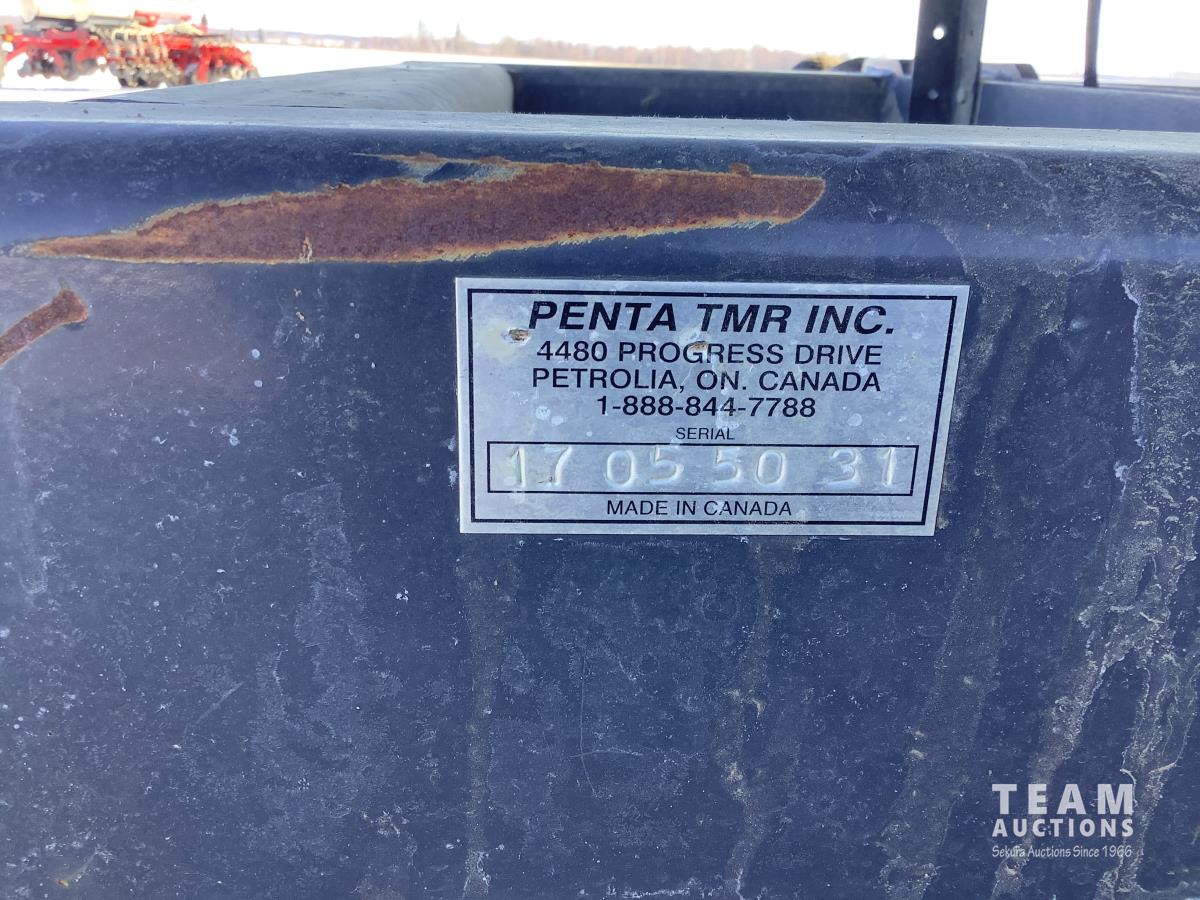 PENTA TMR INC.
4480 PROGRESS DRIVE
PETROLIA, ON. CANADA
1-888-844-7788
SERIAL
17 05 50 31
MADE IN CANADA
TEAM
AUCTIONS
Sekura Auctions Since 1966